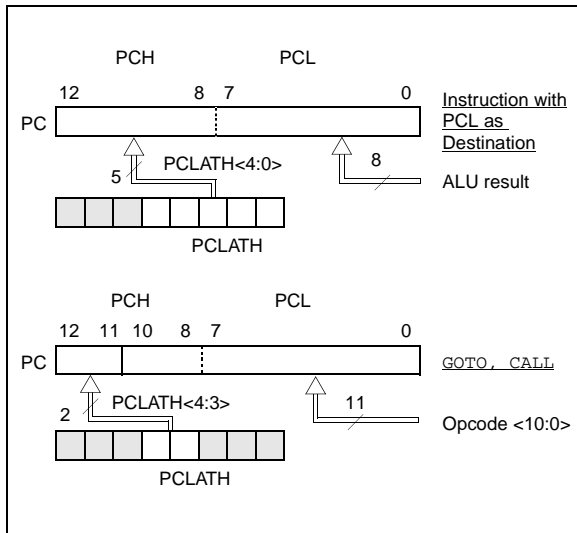 PCH PCL
12 8 7 0
Instruction with
PCL as
Destination
PC
5 PCLATH<4:0>
8
ALU result
PCLATH
PCH PCL
12 11 10 8 7 0
PC
GOTO, CALL
2 PCLATH<4:3>
11
Opcode <10:0>
PCLATH